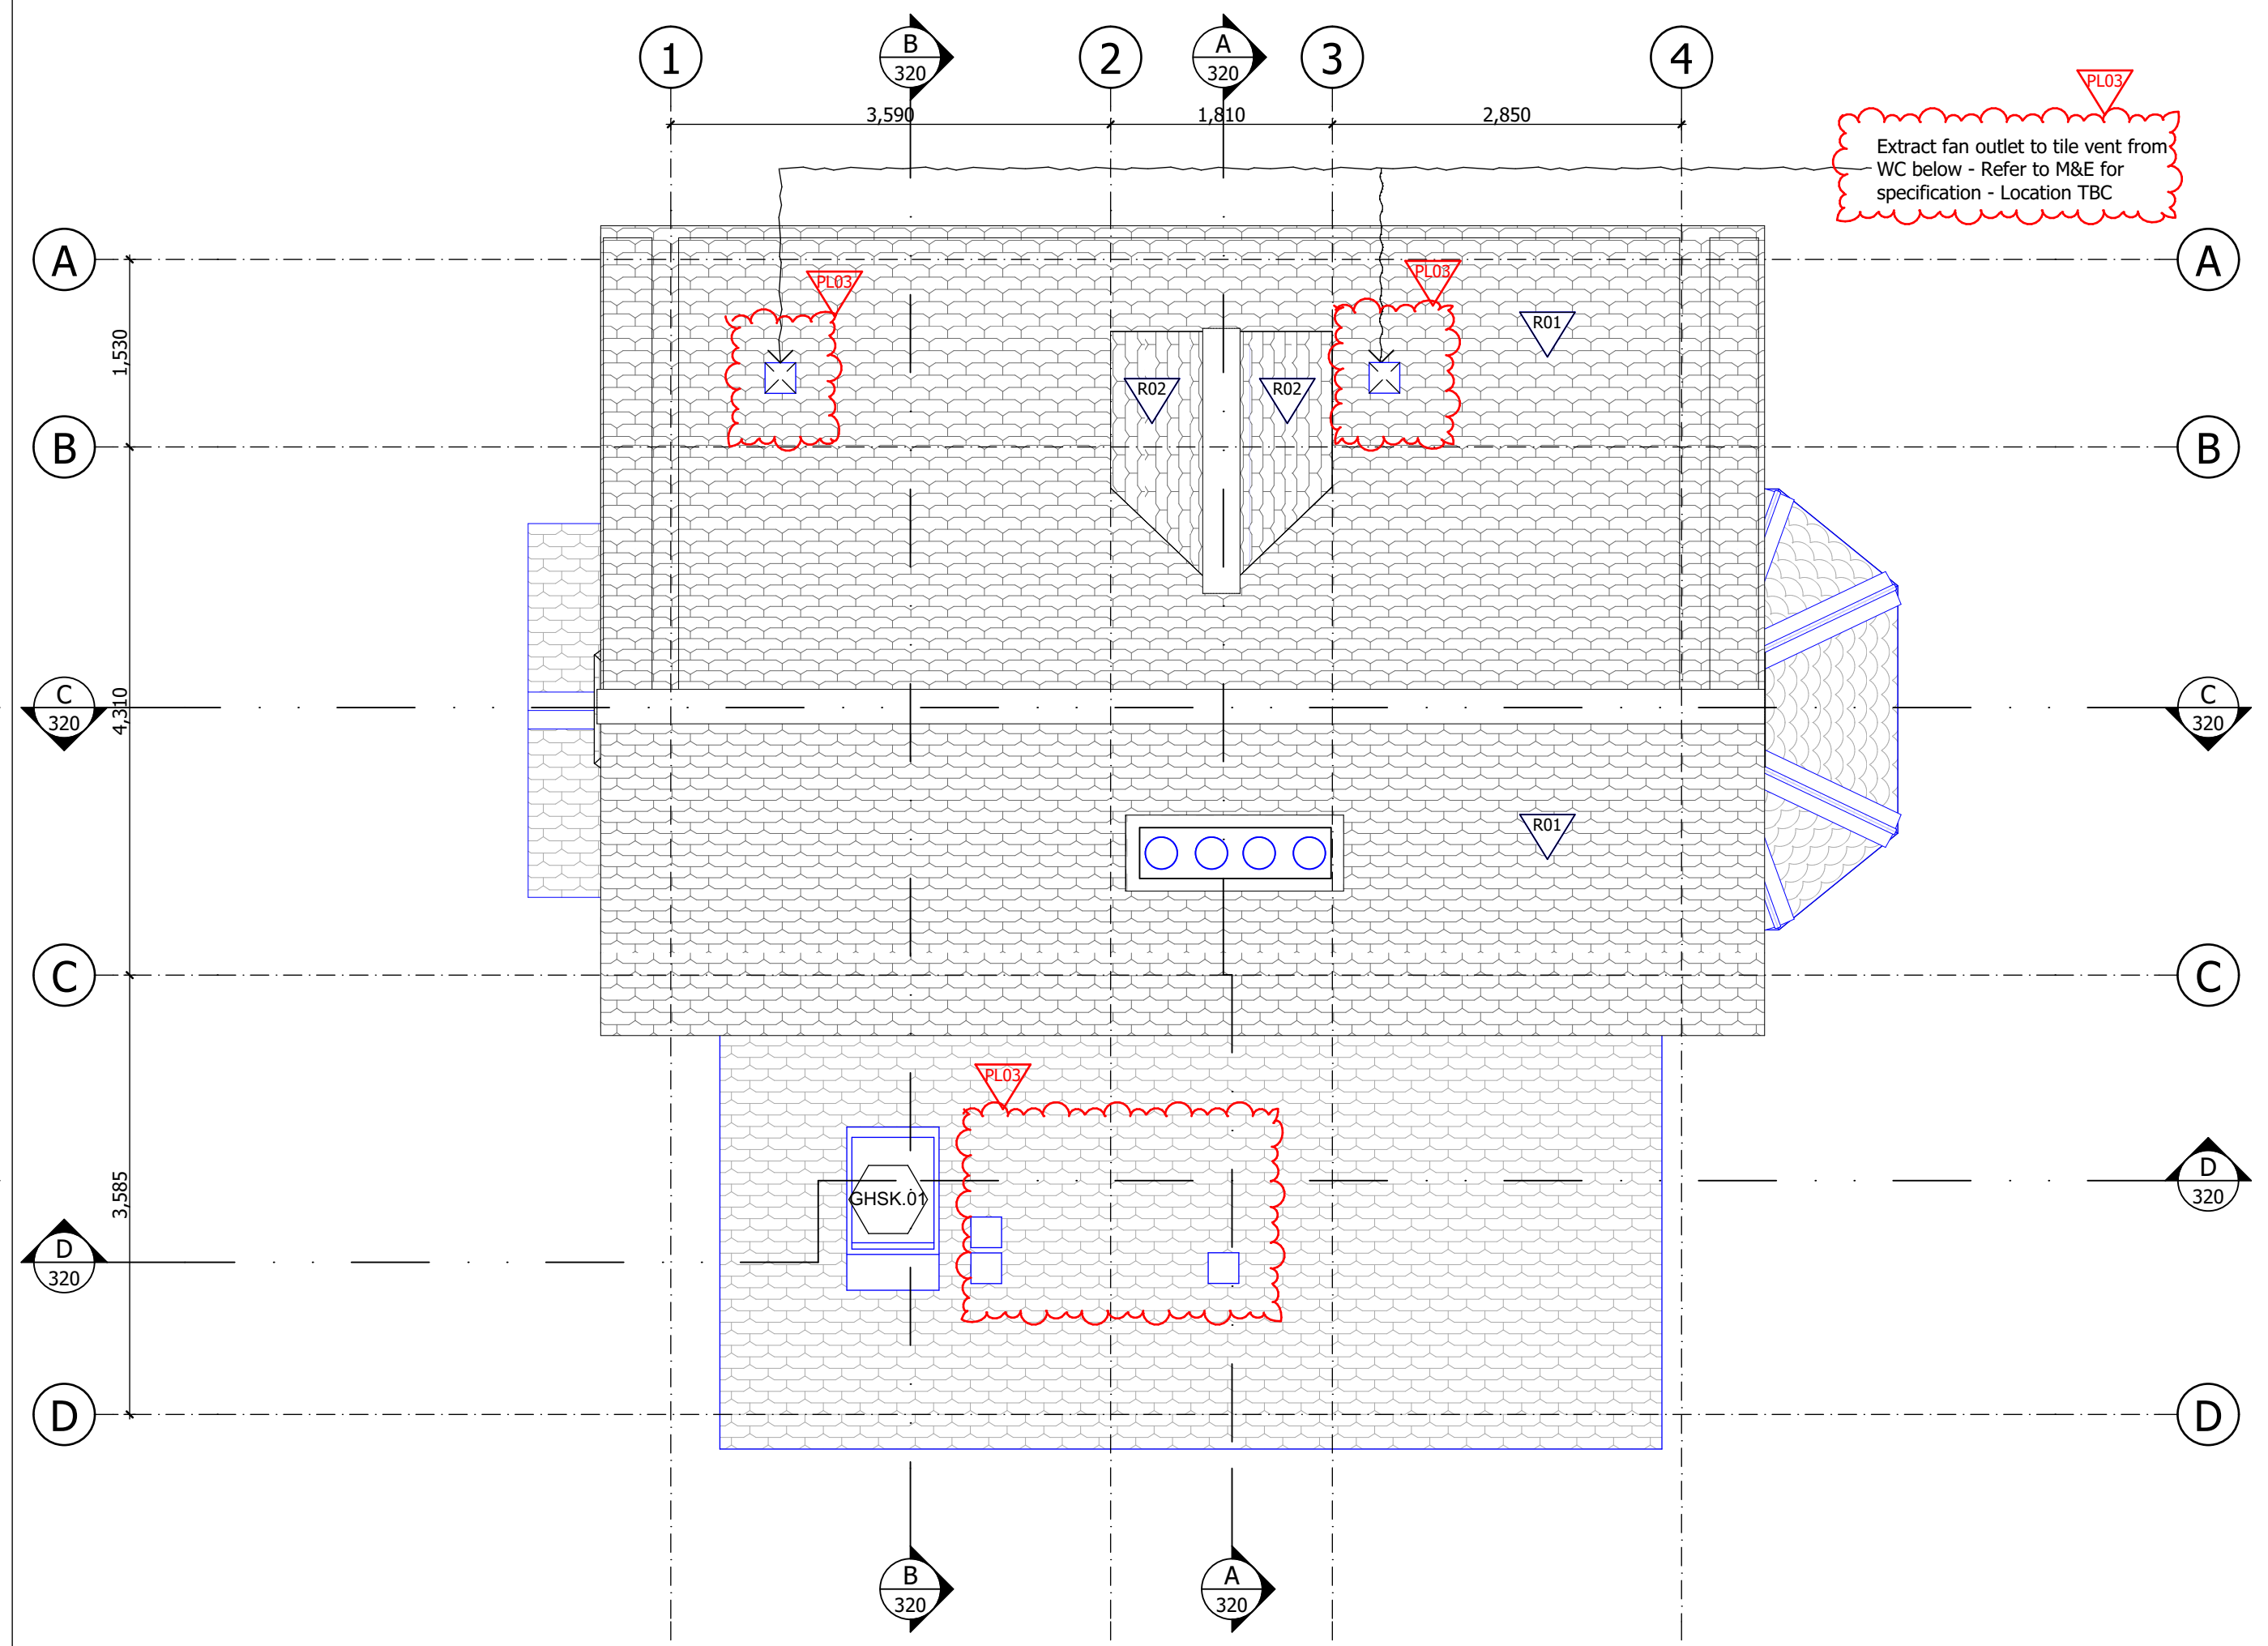 1
B
320
2
A
320
3
4
PL03
3,590
1,810
2,850
Extract fan outlet to tile vent from
WC below - Refer to M&E for
specification - Location TBC
A
A
PL03
PL03
R01
1,530
R02
R02
B
B
C
320
4,310
C
320
R01
C
C
PL03
D
320
GHSK.01
3,585
D
320
D
D
B
320
A
320